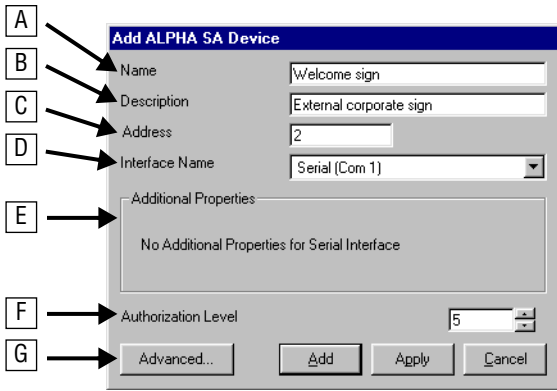 A
Add ALPHA SA Device
Name
Welcome sign
B
Description
External corporate sign
C
Address
2
D
Interface Name
Serial (Com 1)
Additional Properties
E
No Additional Properties for Serial Interface
F
Authorization Level
5
G
Advanced...
Add
Apply
Cancel